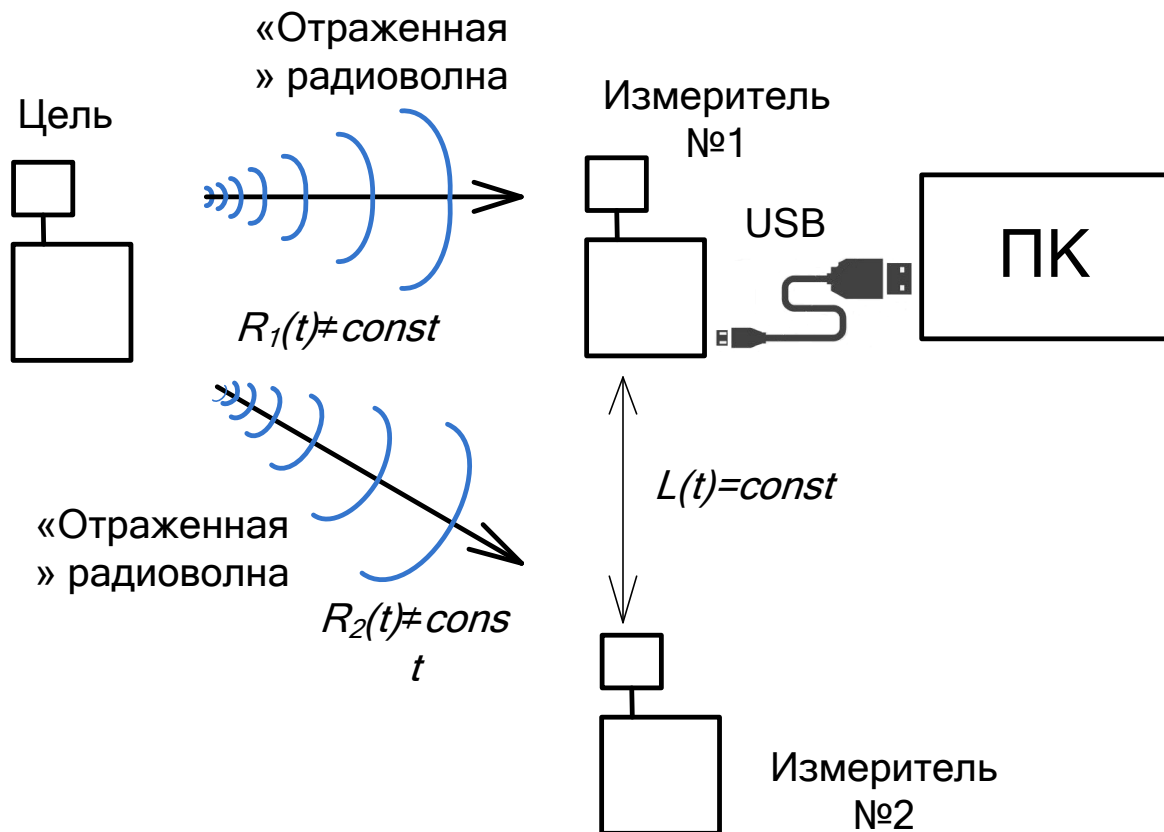 «Отраженная
» радиоволна
Цель
Измеритель
№1
USB
ПК
R₁(t)≠const
L(t)=const
«Отраженная
» радиоволна
R₂(t)≠cons
t
Измеритель
№2